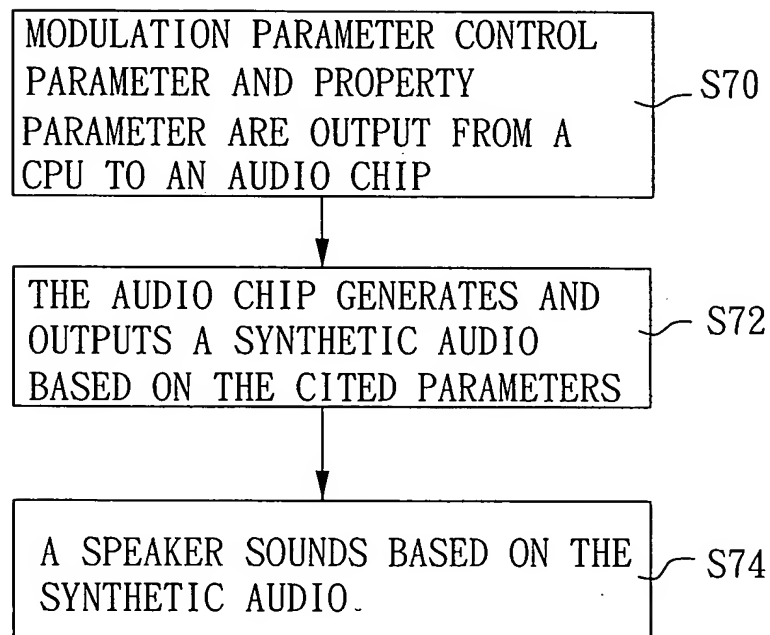 MODULATION PARAMETER CONTROL
PARAMETER AND PROPERTY
PARAMETER ARE OUTPUT FROM A
CPU TO AN AUDIO CHIP
S70
THE AUDIO CHIP GENERATES AND
OUTPUTS A SYNTHETIC AUDIO
BASED ON THE CITED PARAMETERS
S72
A SPEAKER SOUNDS BASED ON THE
SYNTHETIC AUDIO.
S74